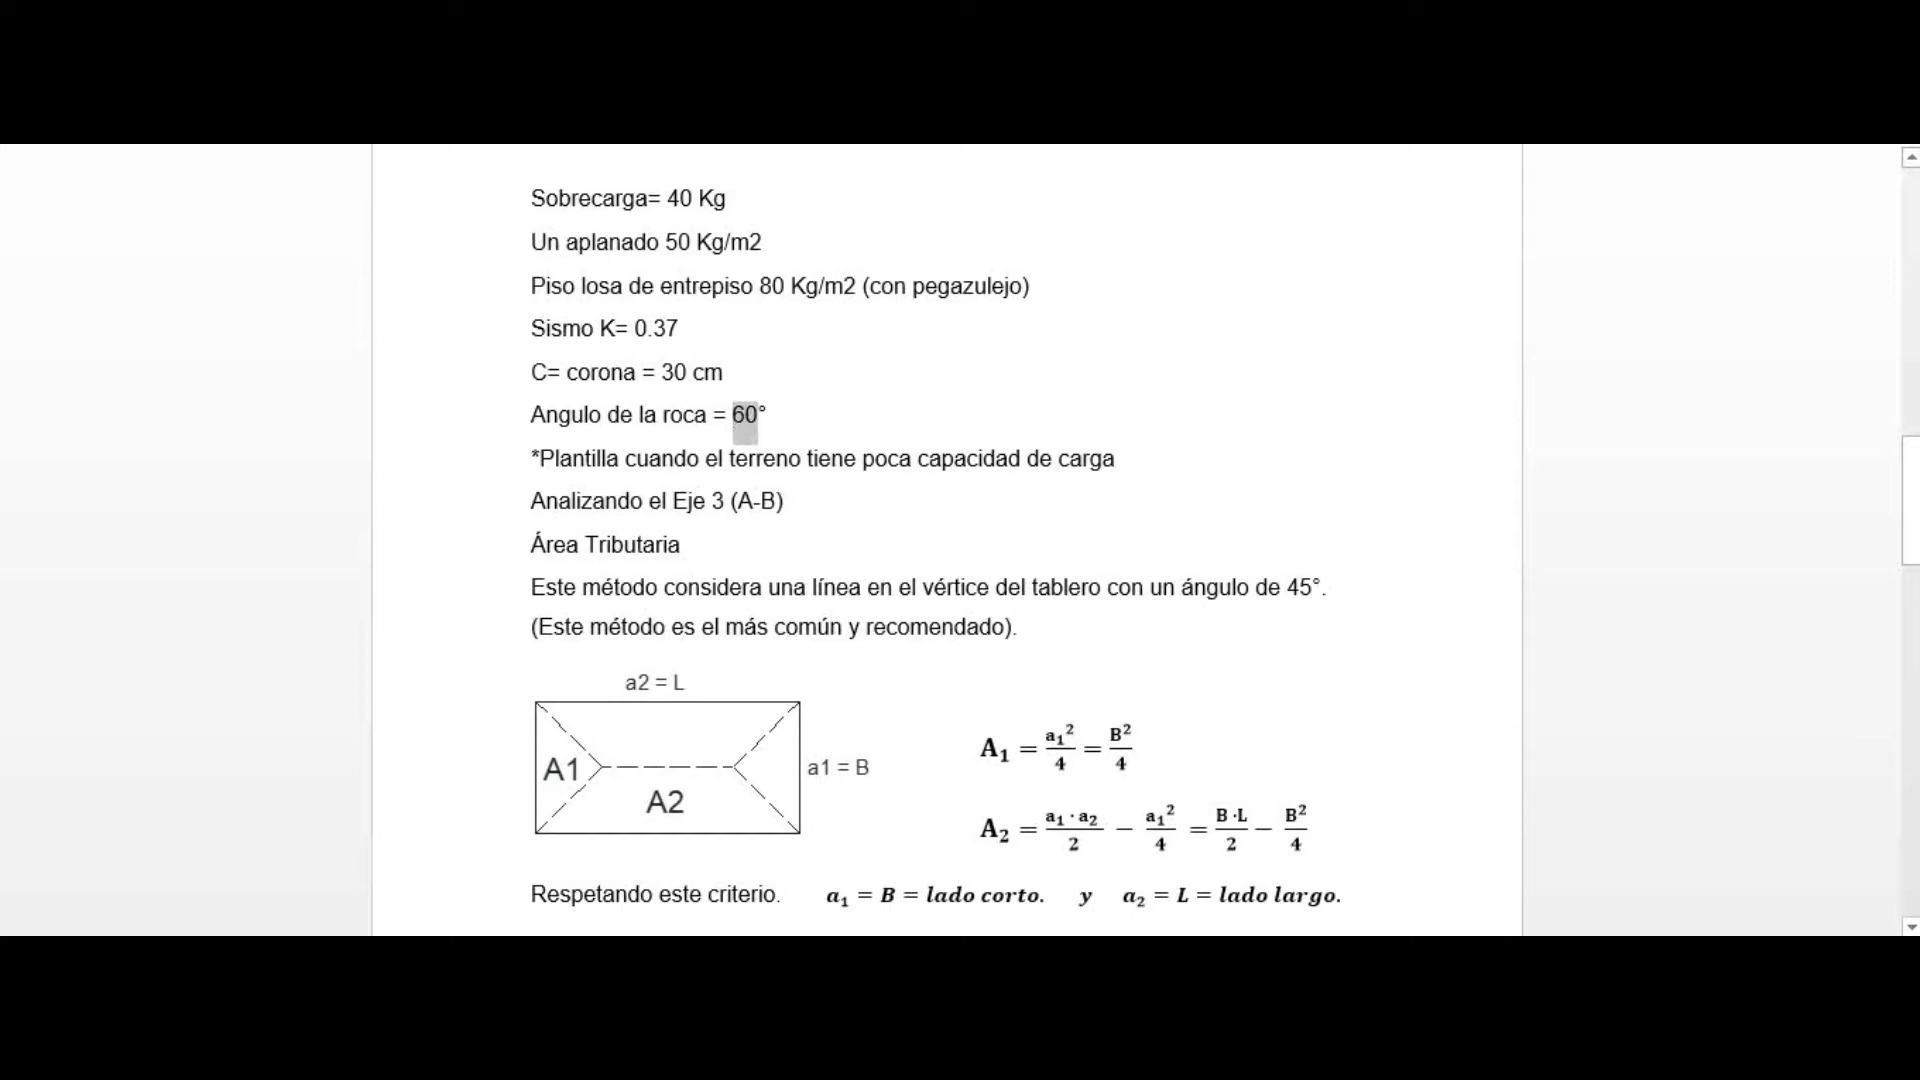 Sobrecarga= 40 Kg
Un aplanado 50 Kg/m2
Piso losa de entrepiso 80 Kg/m2 (con pegazulejo)
Sismo K= 0.37
C= corona = 30 cm
Angulo de la roca = 60°
*Plantilla cuando el terreno tiene poca capacidad de carga
Analizando el Eje 3 (A-B)
Área Tributaria
Este método considera una línea en el vértice del tablero con un ángulo de 45°.
(Este método es el más común y recomendado).
a2 = L
A1
A2
a1 = B
A₁ = a₁²/4 = B²/4
A₂ = a₁·a₂/2 − a₁²/4 = B·L/2 − B²/4
Respetando este criterio. a₁ = B = lado corto. y a₂ = L = lado largo.